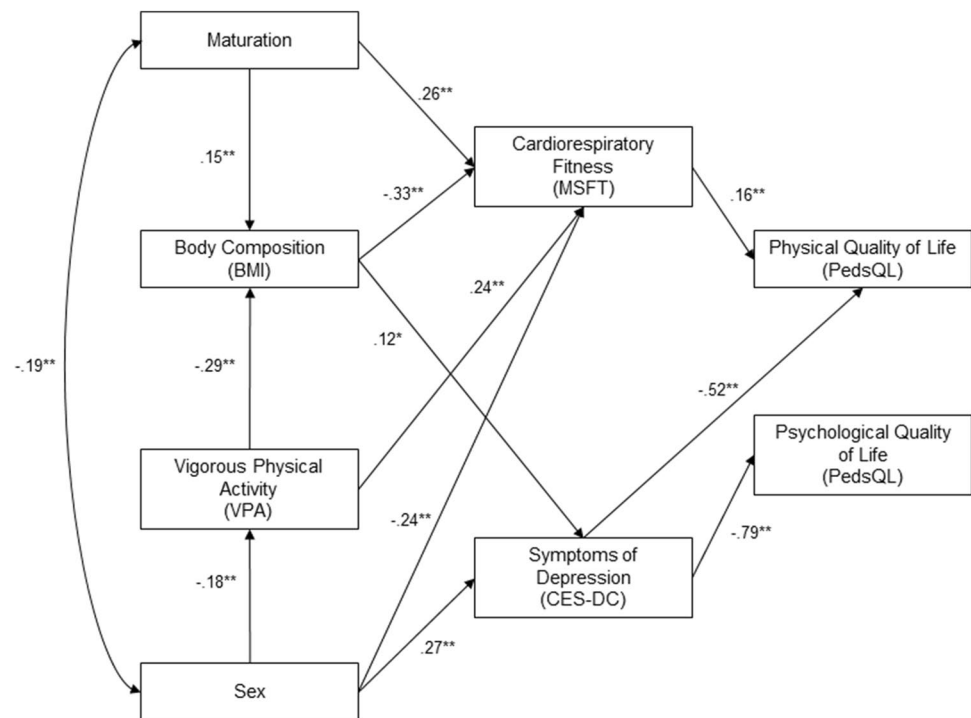 Maturation
.26**
Cardiorespiratory
Fitness
(MSFT)
.15**
-.33**
.16**
Body Composition
(BMI)
Physical Quality of Life
(PedsQL)
.24**
.12*
-.19**
-.29**
-.52**
Psychological Quality
of Life
(PedsQL)
Vigorous Physical
Activity
(VPA)
-.24**
-.79**
Symptoms of
Depression
(CES-DC)
-.18**
.27**
Sex